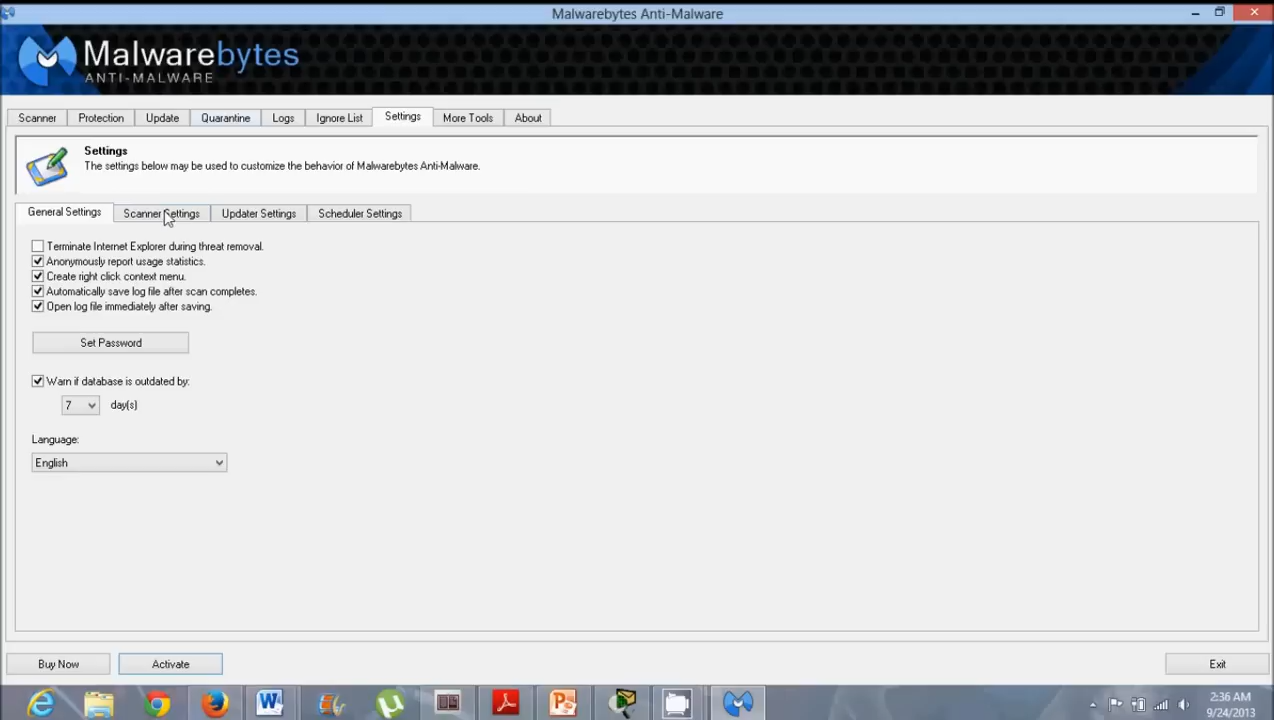 Malwarebytes Anti-Malware
Malwarebytes
ANTI-MALWARE
Scanner Protection Update Quarantine Logs Ignore List Settings More Tools About
Settings
The settings below may be used to customize the behavior of Malwarebytes Anti-Malware.
General Settings Scanner Settings Updater Settings Scheduler Settings
Terminate Internet Explorer during threat removal.
Anonymously report usage statistics.
Create right click context menu.
Automatically save log file after scan completes.
Open log file immediately after saving.
Set Password
Warn if database is outdated by:
7 day(s)
Language:
English
Buy Now Activate Exit
2:36 AM
9/24/2013